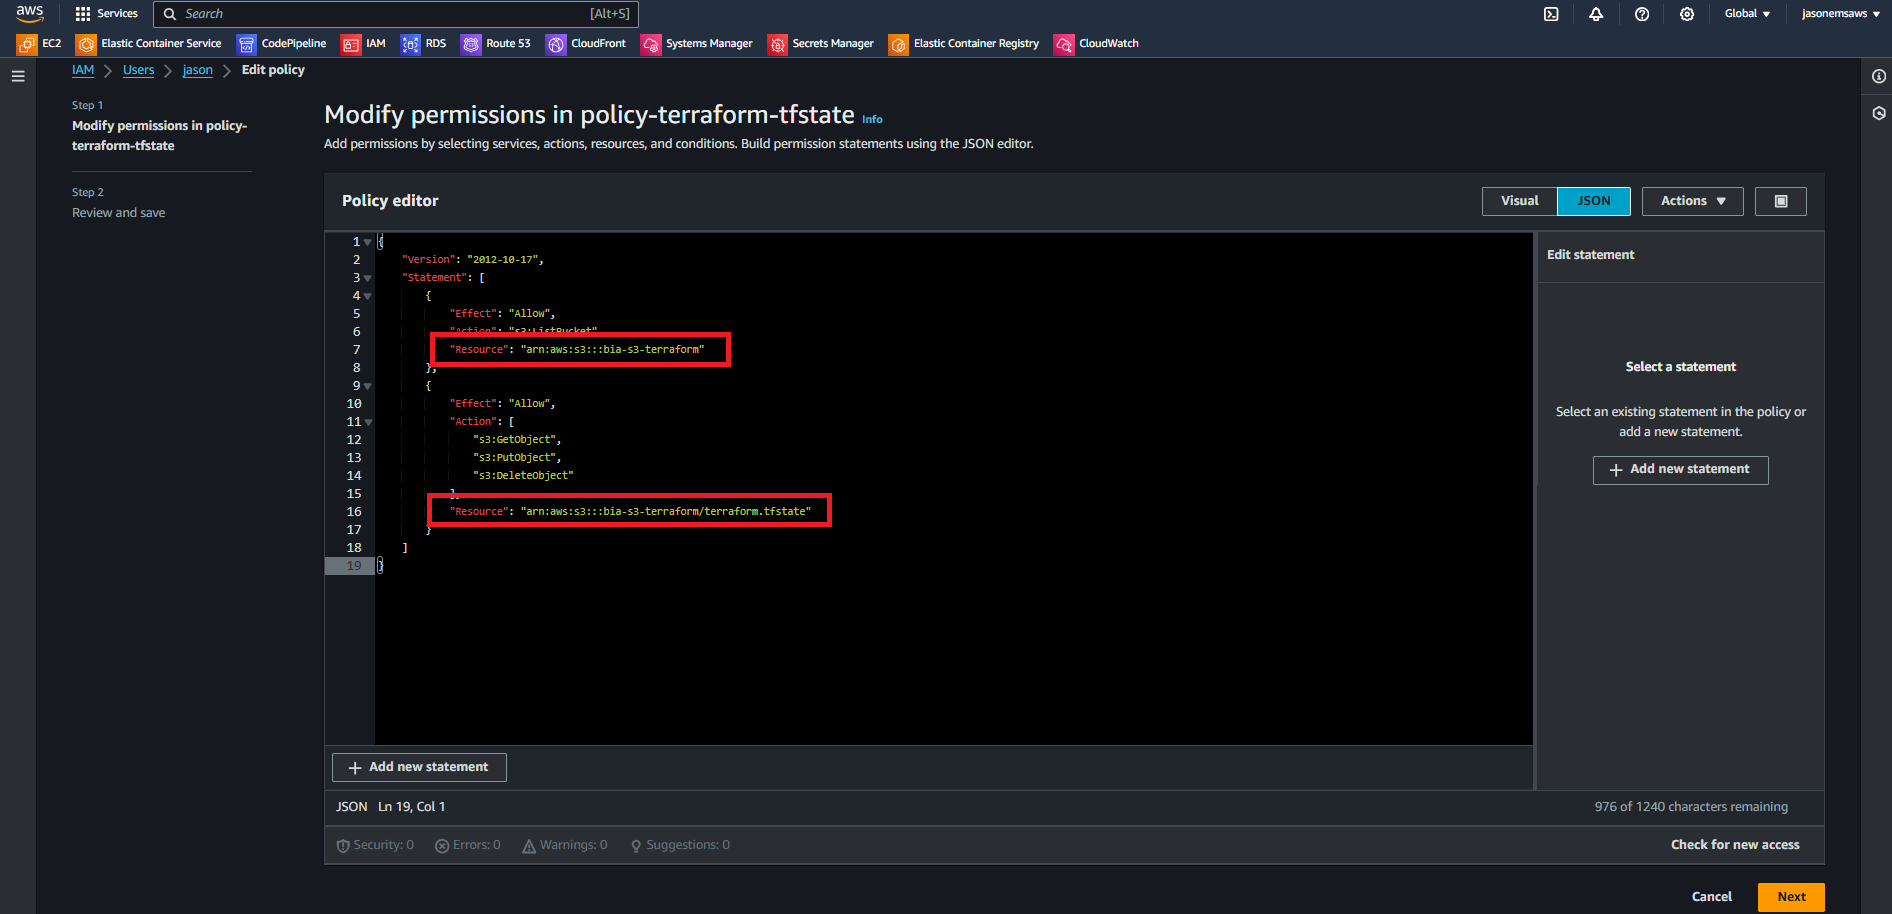 aws Services Search [Alt+S] Global jasonemsaws
EC2 Elastic Container Service CodePipeline IAM RDS Route 53 CloudFront Systems Manager Secrets Manager Elastic Container Registry CloudWatch
IAM Users jason Edit policy
Step 1
Modify permissions in policy-
terraform-tfstate
Step 2
Review and save
Modify permissions in policy-terraform-tfstate Info
Add permissions by selecting services, actions, resources, and conditions. Build permission statements using the JSON editor.
Policy editor
Visual JSON Actions
1 {
2 "Version": "2012-10-17",
3 "Statement": [
4 {
5 "Effect": "Allow",
6 "Action": "s3:ListBucket",
7 "Resource": "arn:aws:s3:::bia-s3-terraform"
8 },
9 {
10 "Effect": "Allow",
11 "Action": [
12 "s3:GetObject",
13 "s3:PutObject",
14 "s3:DeleteObject"
15 ],
16 "Resource": "arn:aws:s3:::bia-s3-terraform/terraform.tfstate"
17 }
18 ]
19 }
Edit statement
Select a statement
Select an existing statement in the policy or
add a new statement.
+ Add new statement
+ Add new statement
JSON Ln 19, Col 1
976 of 1240 characters remaining
Security: 0 Errors: 0 Warnings: 0 Suggestions: 0
Check for new access
Cancel Next